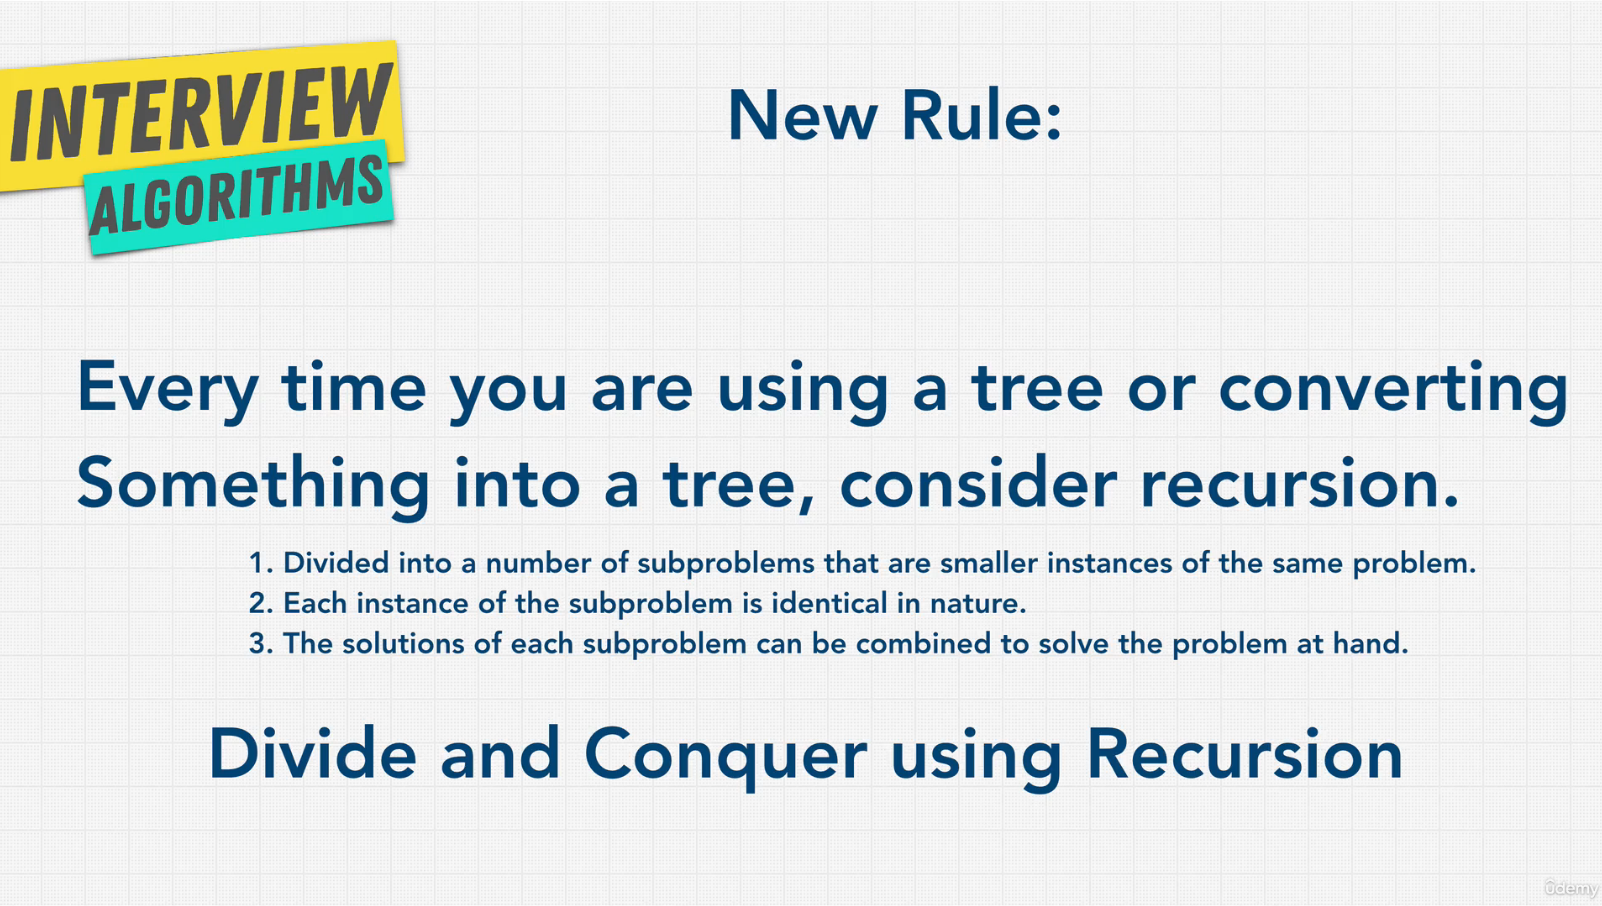 INTERVIEW
ALGORITHMS
New Rule:
Every time you are using a tree or converting
Something into a tree, consider recursion.
1. Divided into a number of subproblems that are smaller instances of the same problem.
2. Each instance of the subproblem is identical in nature.
3. The solutions of each subproblem can be combined to solve the problem at hand.
Divide and Conquer using Recursion
ûdemy